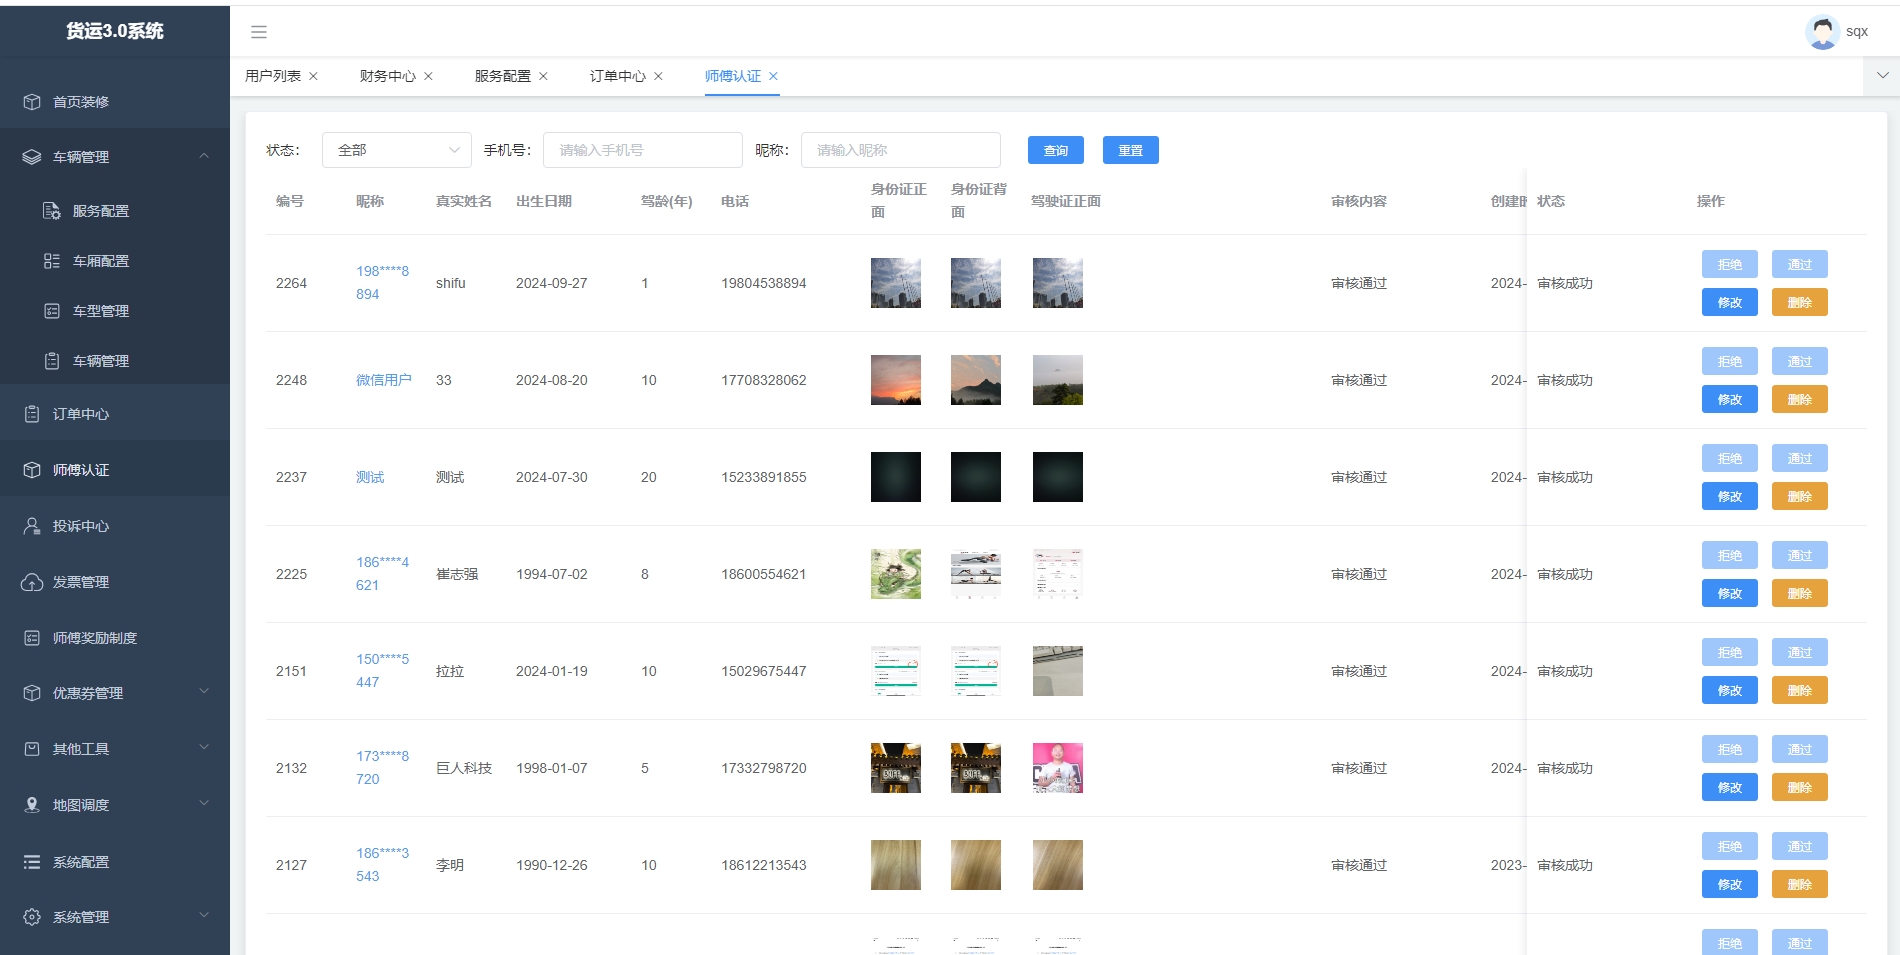 货运3.0系统
sqx
用户列表
财务中心
服务配置
订单中心
师傅认证
首页装修
车辆管理
服务配置
车厢配置
车型管理
车辆管理
订单中心
师傅认证
投诉中心
发票管理
师傅奖励制度
优惠券管理
其他工具
地图调度
系统配置
系统管理
状态： 全部 手机号： 请输入手机号 昵称： 请输入昵称 查询 重置
编号 昵称 真实姓名 出生日期 驾龄(年) 电话 身份证正面 身份证背面 驾驶证正面 审核内容 创建 状态 操作
2264 198****8894 shifu 2024-09-27 1 19804538894 审核通过 2024- 审核成功 拒绝 通过
修改 删除
2248 微信用户 33 2024-08-20 10 17708328062 审核通过 2024- 审核成功 拒绝 通过
修改 删除
2237 测试 测试 2024-07-30 20 15233891855 审核通过 2024- 审核成功 拒绝 通过
修改 删除
2225 186****4621 崔志强 1994-07-02 8 18600554621 审核通过 2024- 审核成功 拒绝 通过
修改 删除
2151 150****5447 拉拉 2024-01-19 10 15029675447 审核通过 2024- 审核成功 拒绝 通过
修改 删除
2132 173****8720 巨人科技 1998-01-07 5 17332798720 审核通过 2024- 审核成功 拒绝 通过
修改 删除
2127 186****3543 李明 1990-12-26 10 18612213543 审核通过 2023- 审核成功 拒绝 通过
修改 删除
拒绝 通过